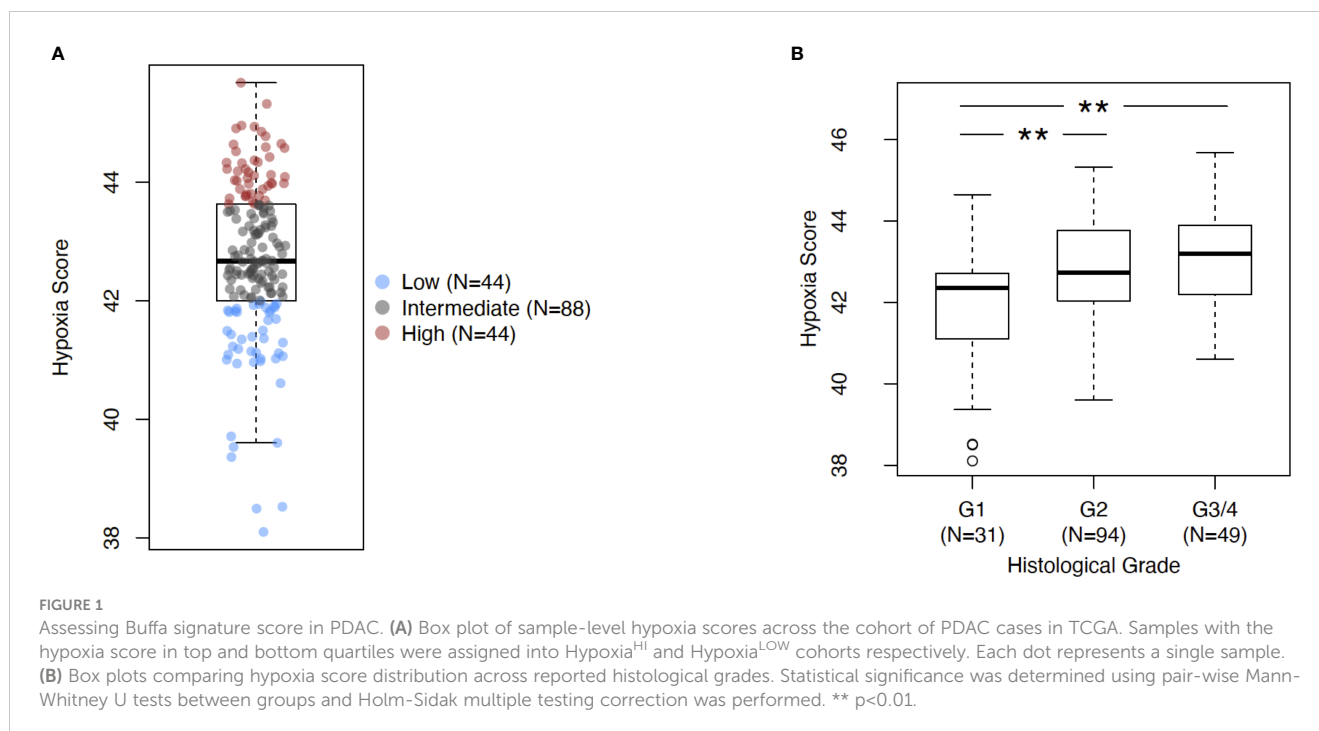 A
Hypoxia Score
44
42
40
38
Low (N=44)
Intermediate (N=88)
High (N=44)
B
**
**
Hypoxia Score
46
44
42
40
38
G1 G2 G3/4
(N=31) (N=94) (N=49)
Histological Grade
FIGURE 1
Assessing Buffa signature score in PDAC. (A) Box plot of sample-level hypoxia scores across the cohort of PDAC cases in TCGA. Samples with the
hypoxia score in top and bottom quartiles were assigned into HypoxiaHI and HypoxiaLOW cohorts respectively. Each dot represents a single sample.
(B) Box plots comparing hypoxia score distribution across reported histological grades. Statistical significance was determined using pair-wise Mann-
Whitney U tests between groups and Holm-Sidak multiple testing correction was performed. ** p<0.01.